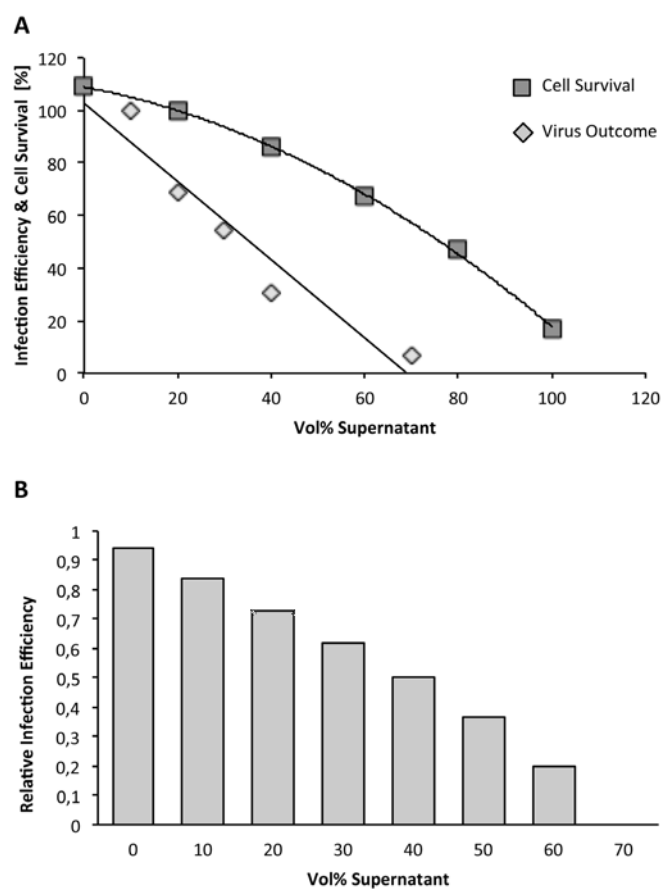 A
Infection Efficiency & Cell Survival [%]
120
100
80
60
40
20
0
0 20 40 60 80 100 120
Vol% Supernatant
Cell Survival
Virus Outcome
B
Relative Infection Efficiency
1
0,9
0,8
0,7
0,6
0,5
0,4
0,3
0,2
0,1
0
0 10 20 30 40 50 60 70
Vol% Supernatant